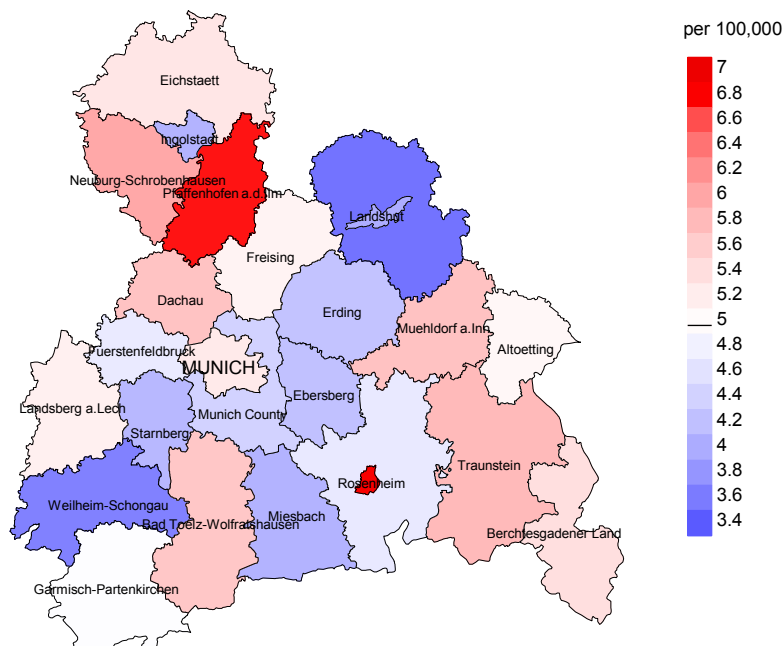 per 100,000
7
6.8
6.6
6.4
6.2
6
5.8
5.6
5.4
5.2
5
4.8
4.6
4.4
4.2
4
3.8
3.6
3.4
Eichstaett
Ingolstadt
Neuburg-Schrobenhausen
Pfaffenhofen a.d.Ilm
Landshut
Freising
Dachau
Erding
Muehldorf a.Inn
Altoetting
Fuerstenfeldbruck
MUNICH
Ebersberg
Landsberg a.Lech
Munich County
Starnberg
Traunstein
Rosenheim
Weilheim-Schongau
Miesbach
Bad Toelz-Wolfratshausen
Berchtesgadener Land
Garmisch-Partenkirchen